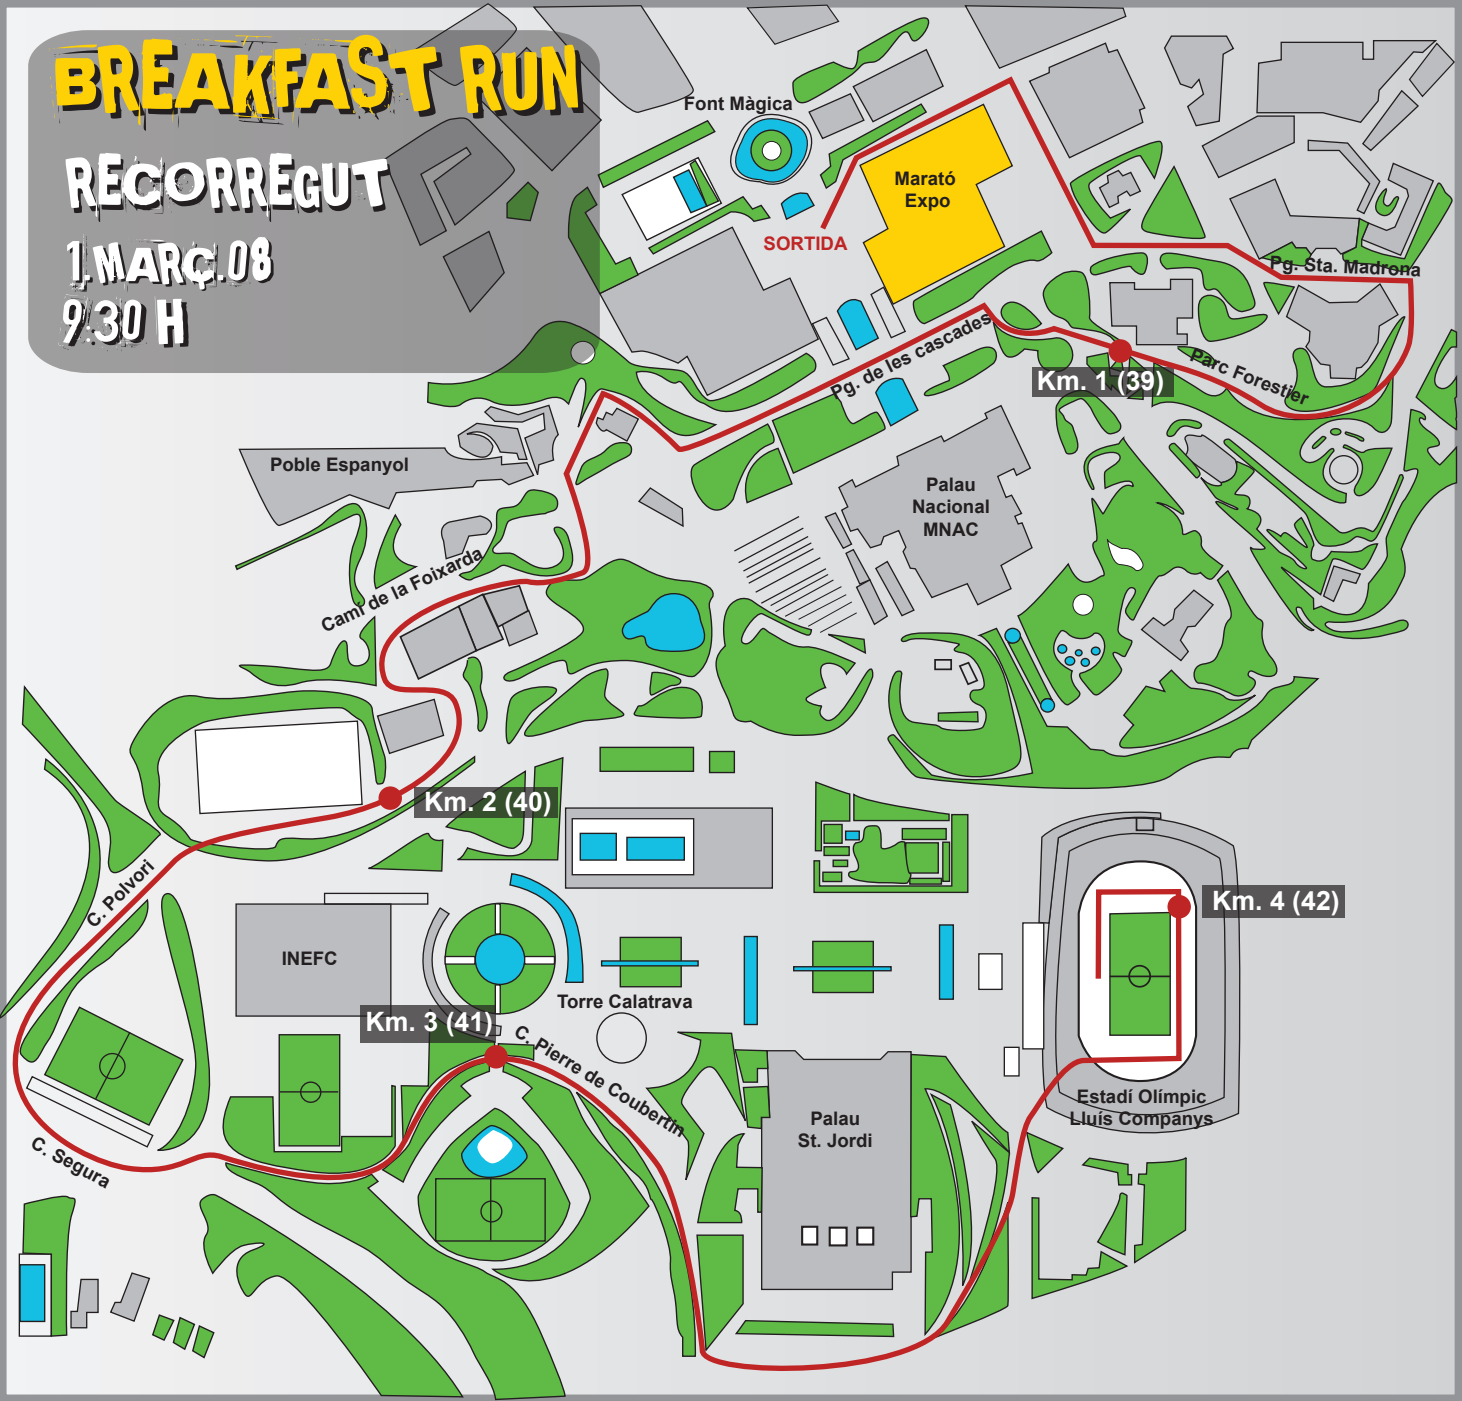 BREAKFAST RUN
RECORREGUT
1.MARÇ.08
9:30 H
Font Màgica
Marató
Expo
SORTIDA
Pg. Sta. Madrona
Pg. de les cascades
Km. 1 (39)
Parc Forestier
Poble Espanyol
Palau
Nacional
MNAC
Camí de la Foixarda
Km. 2 (40)
C. Polvori
Km. 4 (42)
INEFC
Torre Calatrava
Km. 3 (41)
C. Pierre de Coubertin
Estadí Olímpic
Lluís Companys
Palau
St. Jordi
C. Segura